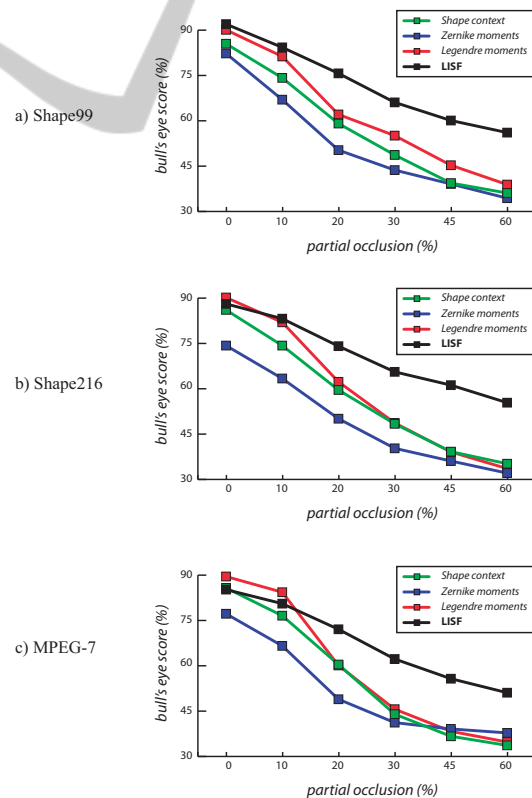 a) Shape99
bull's eye score (%)
90
75
60
45
30
0 10 20 30 45 60
partial occlusion (%)
Shape context
Zernike moments
Legendre moments
LISF
b) Shape216
bull's eye score (%)
90
75
60
45
30
0 10 20 30 45 60
partial occlusion (%)
Shape context
Zernike moments
Legendre moments
LISF
c) MPEG-7
bull's eye score (%)
90
75
60
45
30
0 10 20 30 45 60
partial occlusion (%)
Shape context
Zernike moments
Legendre moments
LISF